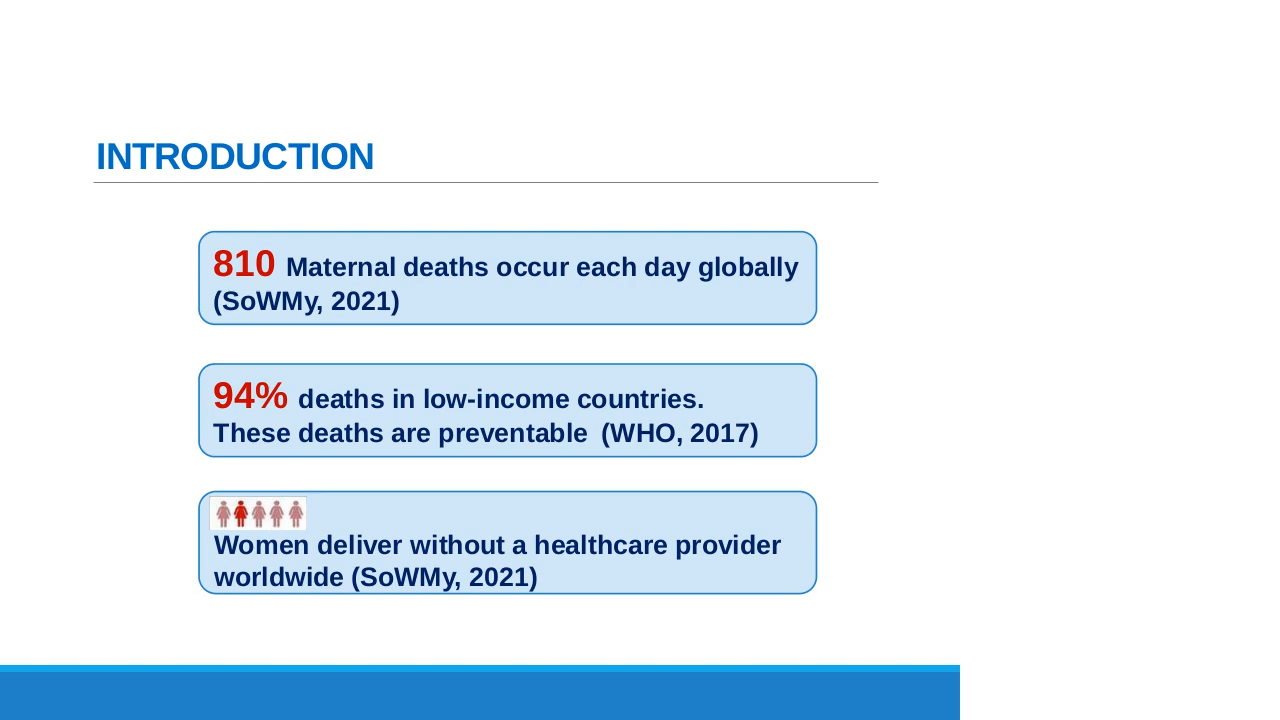 INTRODUCTION
810 Maternal deaths occur each day globally
(SoWMy, 2021)
94% deaths in low-income countries.
These deaths are preventable  (WHO, 2017)
Women deliver without a healthcare provider
worldwide (SoWMy, 2021)